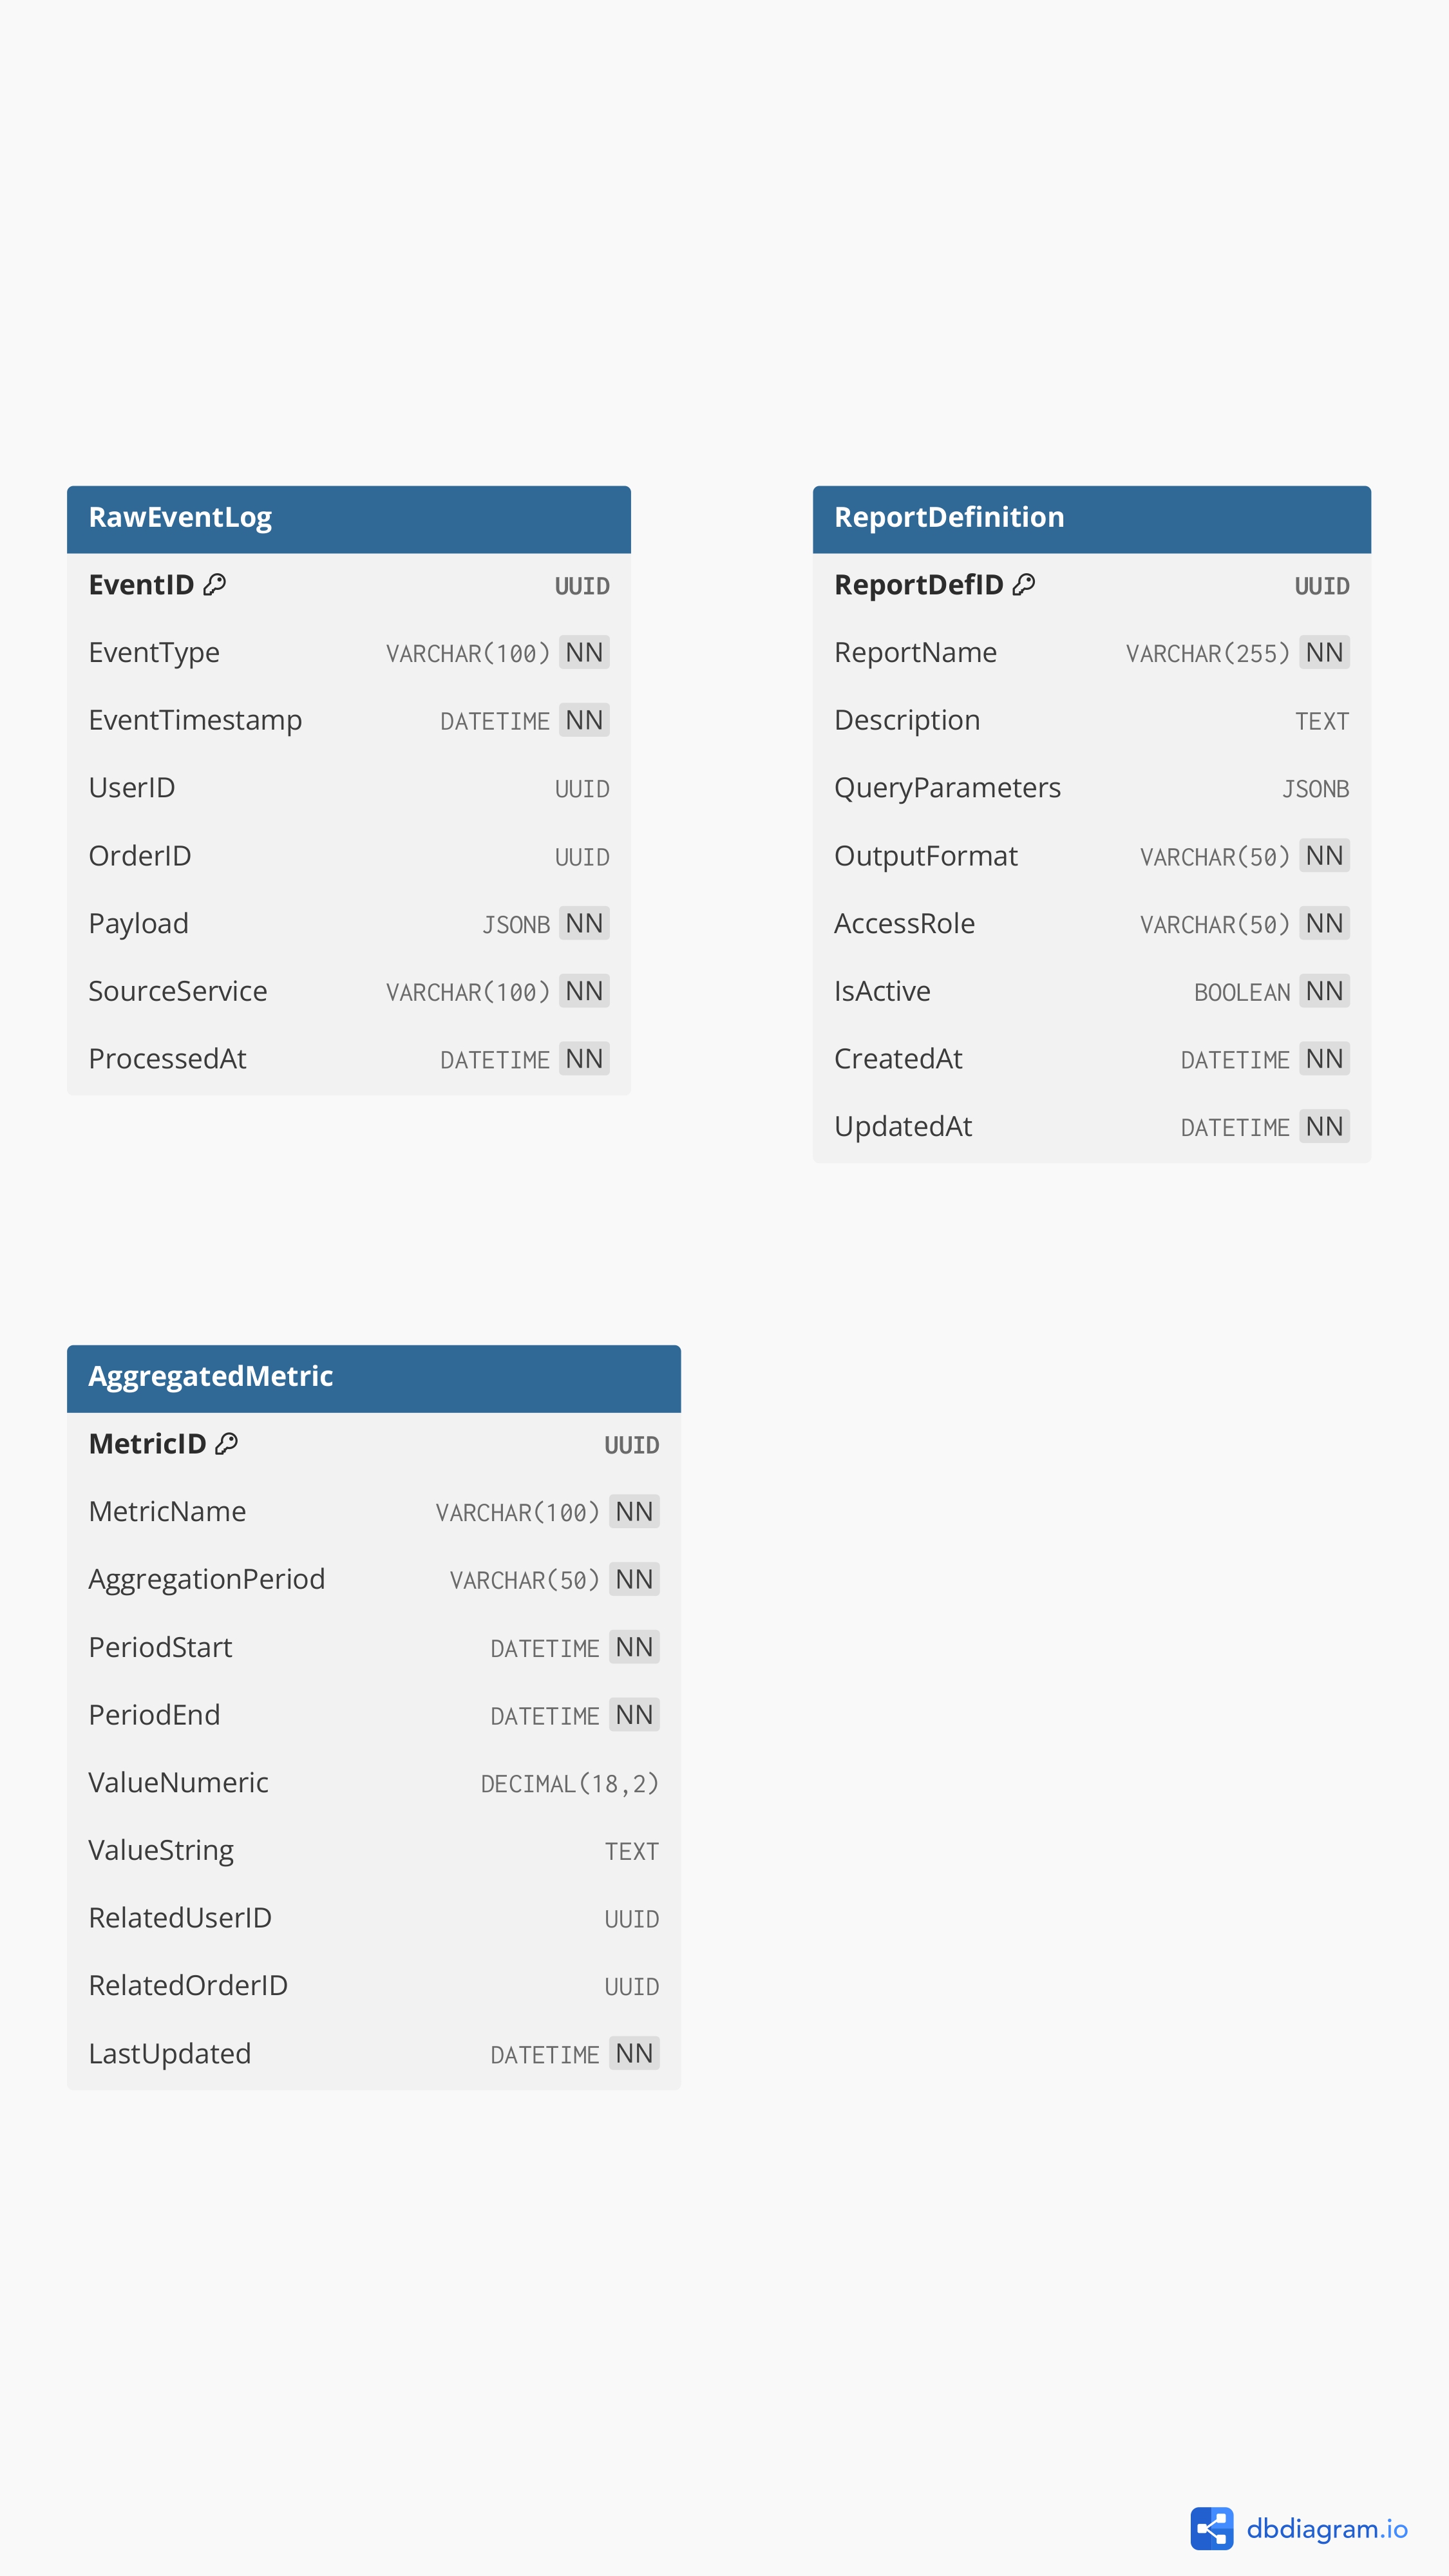 RawEventLog
EventID UUID
EventType VARCHAR(100) NN
EventTimestamp DATETIME NN
UserID UUID
OrderID UUID
Payload JSONB NN
SourceService VARCHAR(100) NN
ProcessedAt DATETIME NN
ReportDefinition
ReportDefID UUID
ReportName VARCHAR(255) NN
Description TEXT
QueryParameters JSONB
OutputFormat VARCHAR(50) NN
AccessRole VARCHAR(50) NN
IsActive BOOLEAN NN
CreatedAt DATETIME NN
UpdatedAt DATETIME NN
AggregatedMetric
MetricID UUID
MetricName VARCHAR(100) NN
AggregationPeriod VARCHAR(50) NN
PeriodStart DATETIME NN
PeriodEnd DATETIME NN
ValueNumeric DECIMAL(18,2)
ValueString TEXT
RelatedUserID UUID
RelatedOrderID UUID
LastUpdated DATETIME NN
dbdiagram.io